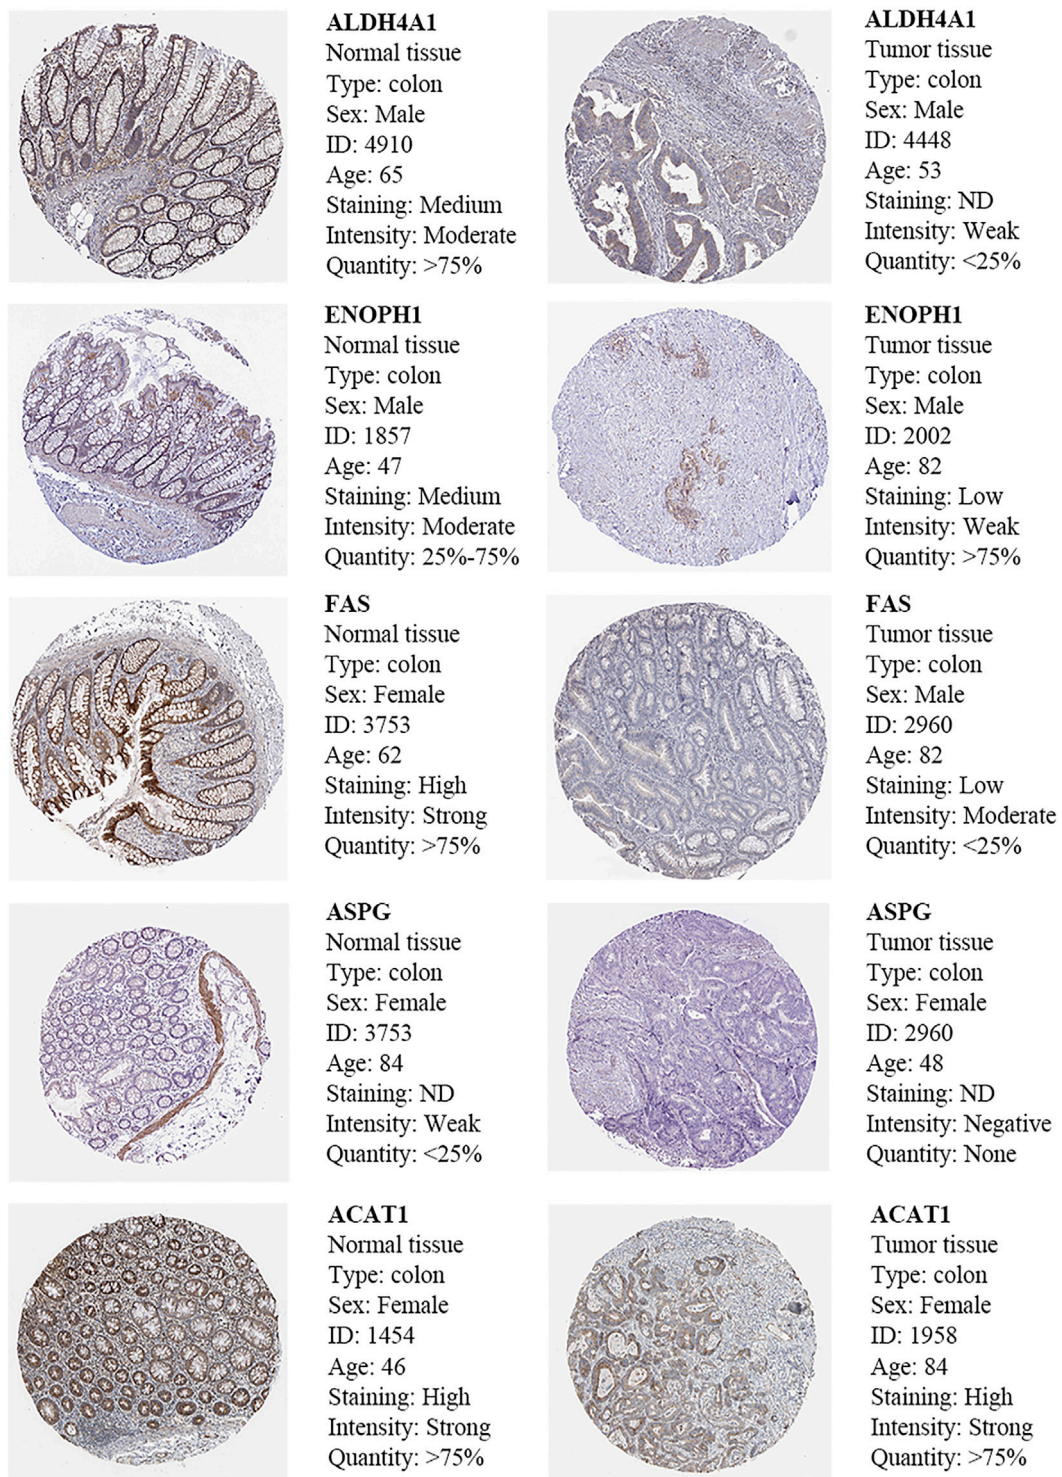 ALDH4A1
Normal tissue
Type: colon
Sex: Male
ID: 4910
Age: 65
Staining: Medium
Intensity: Moderate
Quantity: >75%
ALDH4A1
Tumor tissue
Type: colon
Sex: Male
ID: 4448
Age: 53
Staining: ND
Intensity: Weak
Quantity: <25%
ENOPH1
Normal tissue
Type: colon
Sex: Male
ID: 1857
Age: 47
Staining: Medium
Intensity: Moderate
Quantity: 25%-75%
ENOPH1
Tumor tissue
Type: colon
Sex: Male
ID: 2002
Age: 82
Staining: Low
Intensity: Weak
Quantity: >75%
FAS
Normal tissue
Type: colon
Sex: Female
ID: 3753
Age: 62
Staining: High
Intensity: Strong
Quantity: >75%
FAS
Tumor tissue
Type: colon
Sex: Male
ID: 2960
Age: 82
Staining: Low
Intensity: Moderate
Quantity: <25%
ASPG
Normal tissue
Type: colon
Sex: Female
ID: 3753
Age: 84
Staining: ND
Intensity: Weak
Quantity: <25%
ASPG
Tumor tissue
Type: colon
Sex: Female
ID: 2960
Age: 48
Staining: ND
Intensity: Negative
Quantity: None
ACAT1
Normal tissue
Type: colon
Sex: Female
ID: 1454
Age: 46
Staining: High
Intensity: Strong
Quantity: >75%
ACAT1
Tumor tissue
Type: colon
Sex: Female
ID: 1958
Age: 84
Staining: High
Intensity: Strong
Quantity: >75%